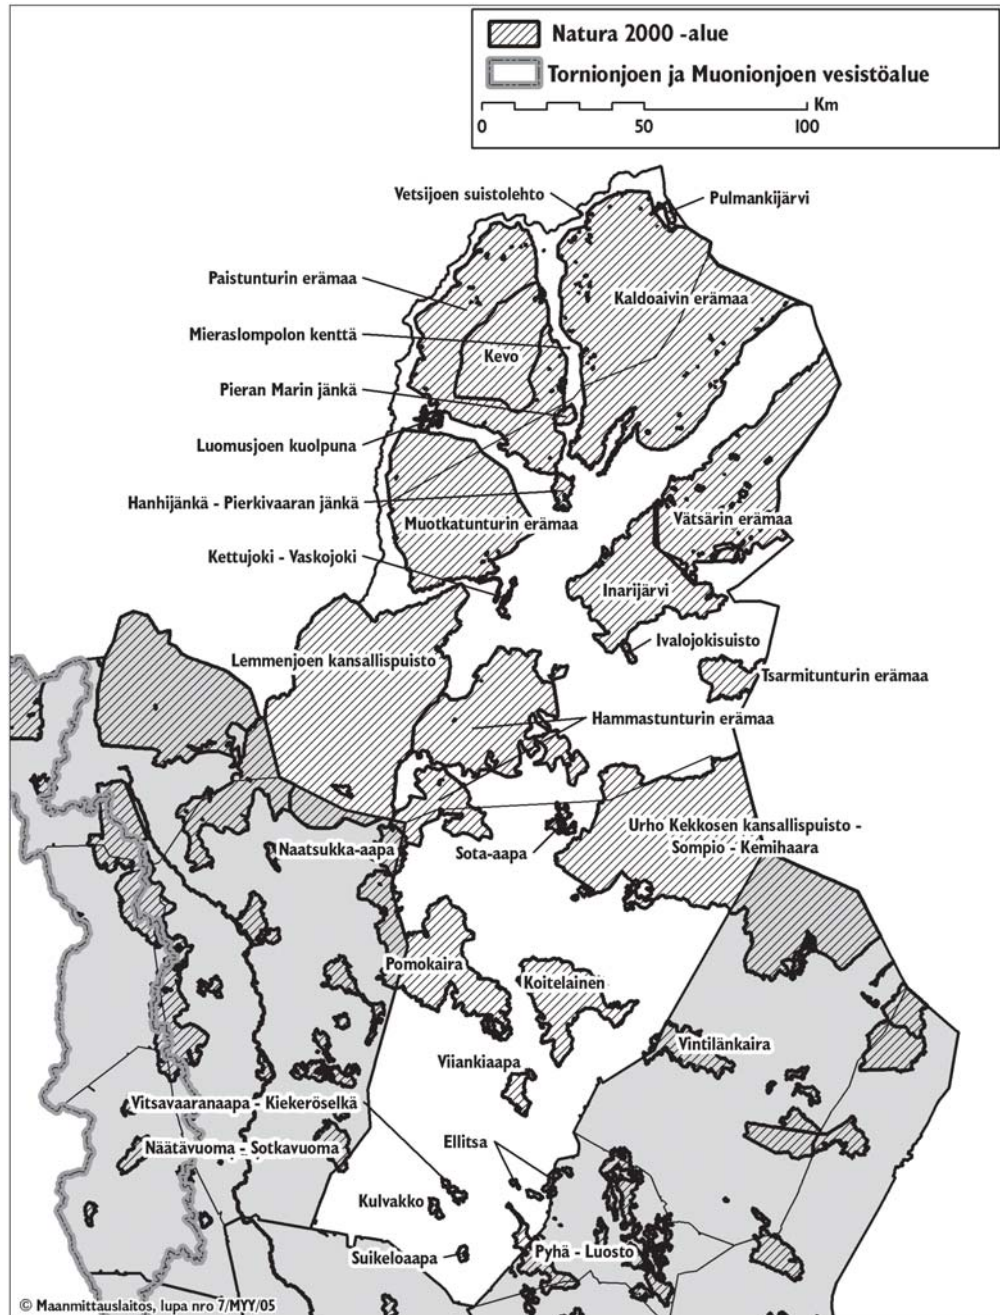 Natura 2000 -alue
Tornionjoen ja Muonionjoen vesistöalue
Km
0 50 100
Vetsijoen suistolehto
Pulmankijärvi
Paistunturin erämaa
Kaldoaivin erämaa
Mieraslompolon kenttä
Kevo
Pieran Marin jänkä
Luomusjoen kuolpuna
Hanhijänkä - Pierkivaaran jänkä
Muotkatunturin erämaa
Vätsärin erämaa
Kettujoki - Vaskojoki
Inarijärvi
Ivalojokisuisto
Lemmenjoen kansallispuisto
Tsarmitunturin erämaa
Hammastunturin erämaa
Urho Kekkosen kansallispuisto -
Sompio - Kemihaara
Naatsukka-aapa
Sota-aapa
Pomokaira
Koitelainen
Vintilänkaira
Viiankiaapa
Vitsavaaranaapa - Kiekeröselkä
Näätävuoma - Sotkavuoma
Ellitsa
Kulvakko
Suikeloaapa
Pyhä - Luosto
© Maanmittauslaitos, lupa nro 7/MYY/05